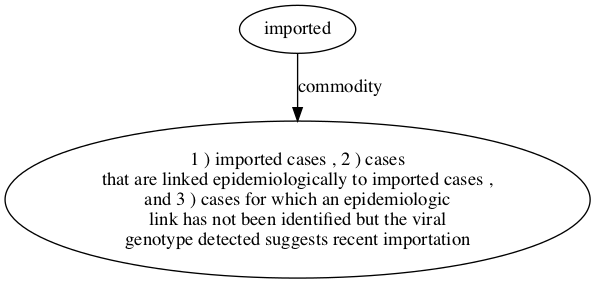 imported
commodity
1 ) imported cases , 2 ) cases
that are linked epidemiologically to imported cases ,
and 3 ) cases for which an epidemiologic
link has not been identified but the viral
genotype detected suggests recent importation